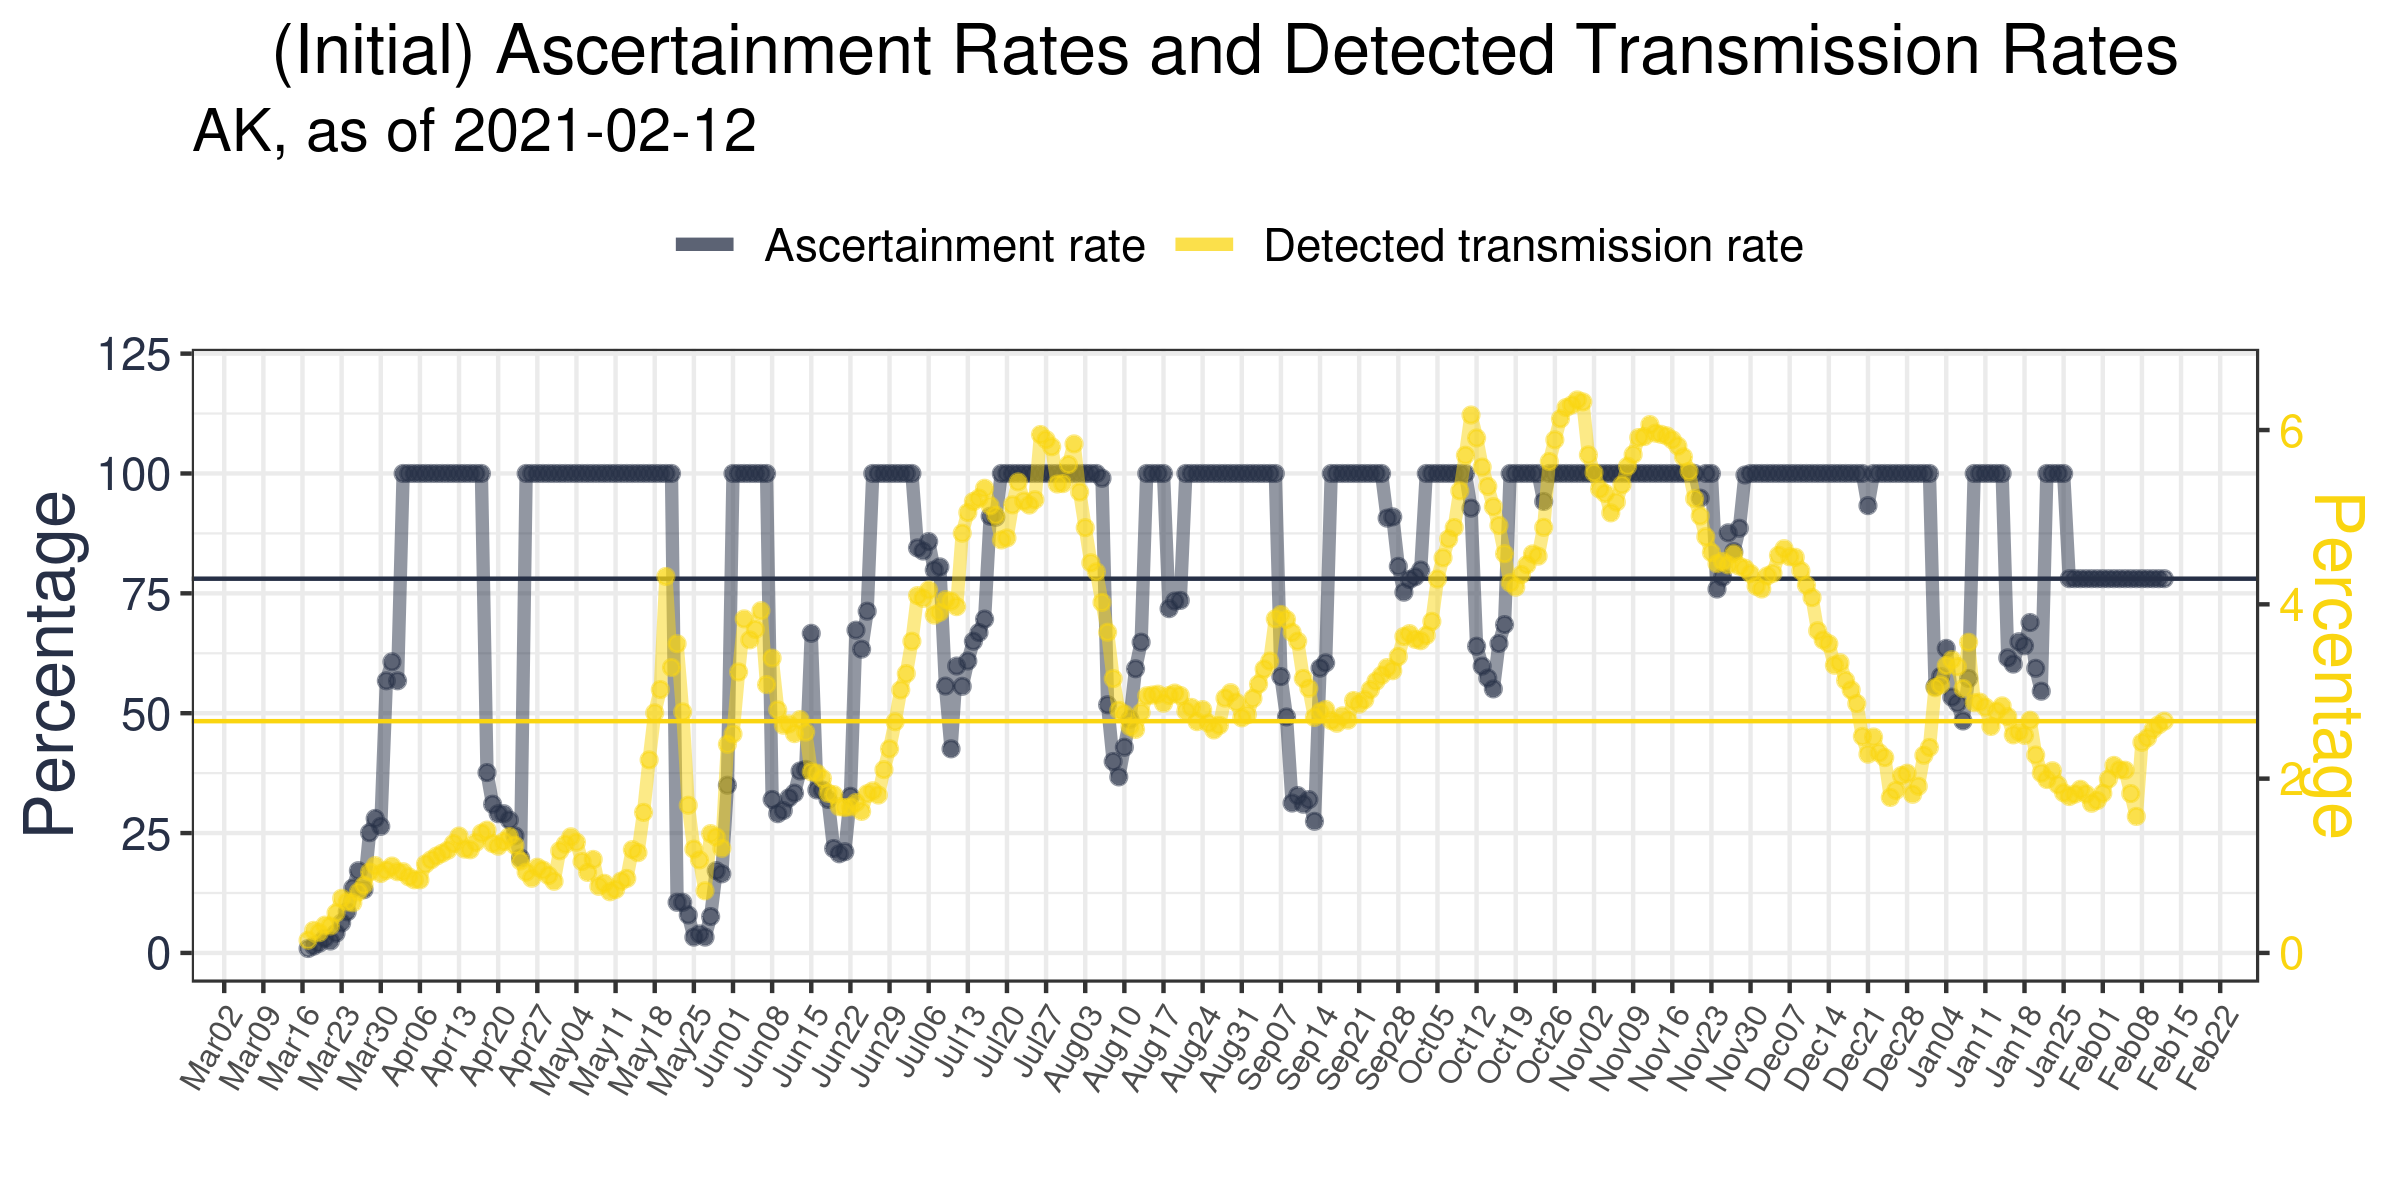 (Initial) Ascertainment Rates and Detected Transmission Rates
AK, as of 2021-02-12
Ascertainment rate
Detected transmission rate
125
100
75
50
25
0
Percentage
6
4
2
0
Percentage
Mar02
Mar09
Mar16
Mar23
Mar30
Apr06
Apr13
Apr20
Apr27
May04
May11
May18
May25
Jun01
Jun08
Jun15
Jun22
Jun29
Jul06
Jul13
Jul20
Jul27
Aug03
Aug10
Aug17
Aug24
Aug31
Sep07
Sep14
Sep21
Sep28
Oct05
Oct12
Oct19
Oct26
Nov02
Nov09
Nov16
Nov23
Nov30
Dec07
Dec14
Dec21
Dec28
Jan04
Jan11
Jan18
Jan25
Feb01
Feb08
Feb15
Feb22